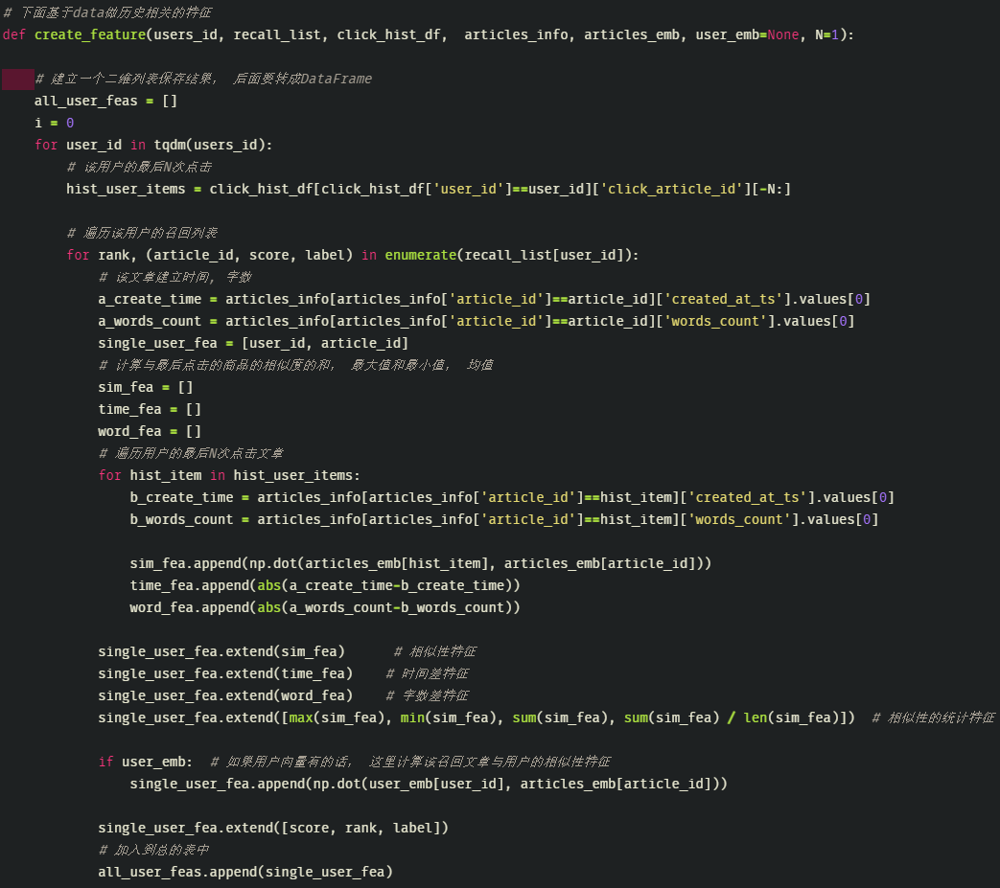 # 下面基于data做历史相关的特征
def create_feature(users_id, recall_list, click_hist_df,  articles_info, articles_emb, user_emb=None, N=1):
    # 建立一个二维列表保存结果， 后面要转成DataFrame
    all_user_feas = []
    i = 0
    for user_id in tqdm(users_id):
        # 该用户的最后N次点击
        hist_user_items = click_hist_df[click_hist_df['user_id']==user_id]['click_article_id'][-N:]
        # 遍历该用户的召回列表
        for rank, (article_id, score, label) in enumerate(recall_list[user_id]):
            # 该文章建立时间, 字数
            a_create_time = articles_info[articles_info['article_id']==article_id]['created_at_ts'].values[0]
            a_words_count = articles_info[articles_info['article_id']==article_id]['words_count'].values[0]
            single_user_fea = [user_id, article_id]
            # 计算与最后点击的商品的相似度的和， 最大值和最小值， 均值
            sim_fea = []
            time_fea = []
            word_fea = []
            # 遍历用户的最后N次点击文章
            for hist_item in hist_user_items:
                b_create_time = articles_info[articles_info['article_id']==hist_item]['created_at_ts'].values[0]
                b_words_count = articles_info[articles_info['article_id']==hist_item]['words_count'].values[0]
                sim_fea.append(np.dot(articles_emb[hist_item], articles_emb[article_id]))
                time_fea.append(abs(a_create_time-b_create_time))
                word_fea.append(abs(a_words_count-b_words_count))
            single_user_fea.extend(sim_fea)      # 相似性特征
            single_user_fea.extend(time_fea)    # 时间差特征
            single_user_fea.extend(word_fea)    # 字数差特征
            single_user_fea.extend([max(sim_fea), min(sim_fea), sum(sim_fea), sum(sim_fea) / len(sim_fea)])  # 相似性的统计特征
            if user_emb:  # 如果用户向量有的话， 这里计算该召回文章与用户的相似性特征
                single_user_fea.append(np.dot(user_emb[user_id], articles_emb[article_id]))
            single_user_fea.extend([score, rank, label])
            # 加入到总的表中
            all_user_feas.append(single_user_fea)